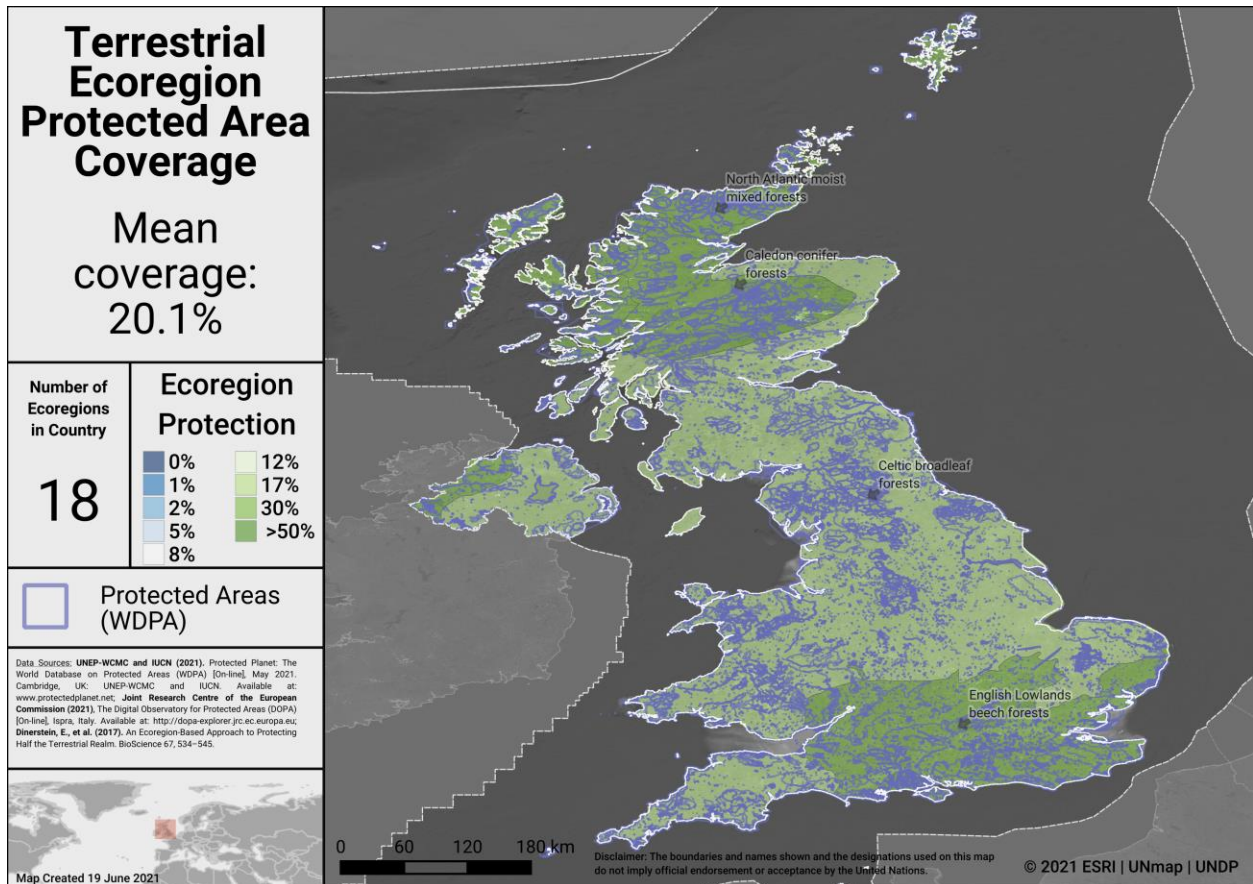 Terrestrial
Ecoregion
Protected Area
Coverage
Mean
coverage:
20.1%
Number of
Ecoregions
in Country
18
Ecoregion
Protection
0%
1%
2%
5%
8%
12%
17%
30%
>50%
Protected Areas
(WDPA)
Data Sources: UNEP-WCMC and IUCN (2021). Protected Planet: The
World Database on Protected Areas (WDPA) [On-line], May 2021.
Cambridge, UK: UNEP-WCMC and IUCN. Available at:
www.protectedplanet.net; Joint Research Centre of the European
Commission (2021), The Digital Observatory for Protected Areas (DOPA)
[On-line], Ispra, Italy. Available at: http://dopa-explorer.jrc.ec.europa.eu;
Dinerstein, E., et al. (2017). An Ecoregion-Based Approach to Protecting
Half the Terrestrial Realm. BioScience 67, 534–545.
Map Created 19 June 2021
North Atlantic moist
mixed forests
Caledon conifer
forests
Celtic broadleaf
forests
English Lowlands
beech forests
0 60 120 180 km
Disclaimer: The boundaries and names shown and the designations used on this map
do not imply official endorsement or acceptance by the United Nations.
© 2021 ESRI | UNmap | UNDP